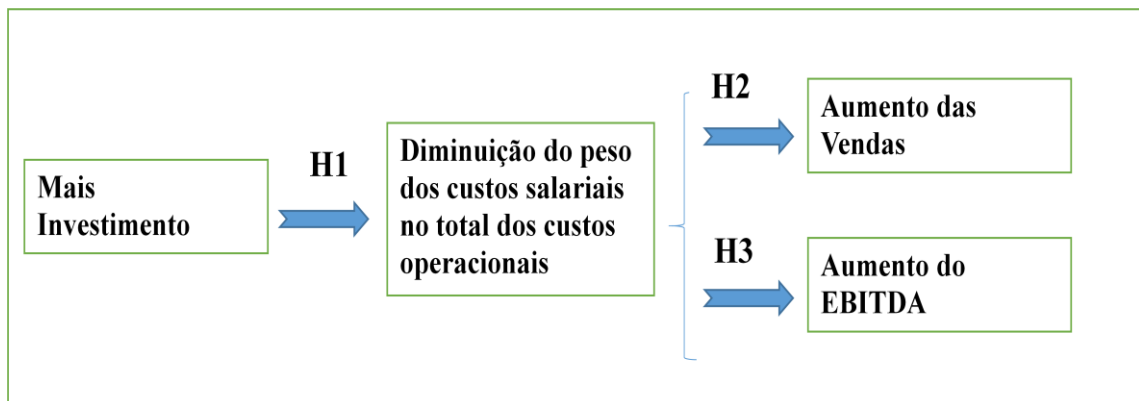 Mais
Investimento
H1
Diminuição do peso
dos custos salariais
no total dos custos
operacionais
H2
Aumento das
Vendas
H3
Aumento do
EBITDA